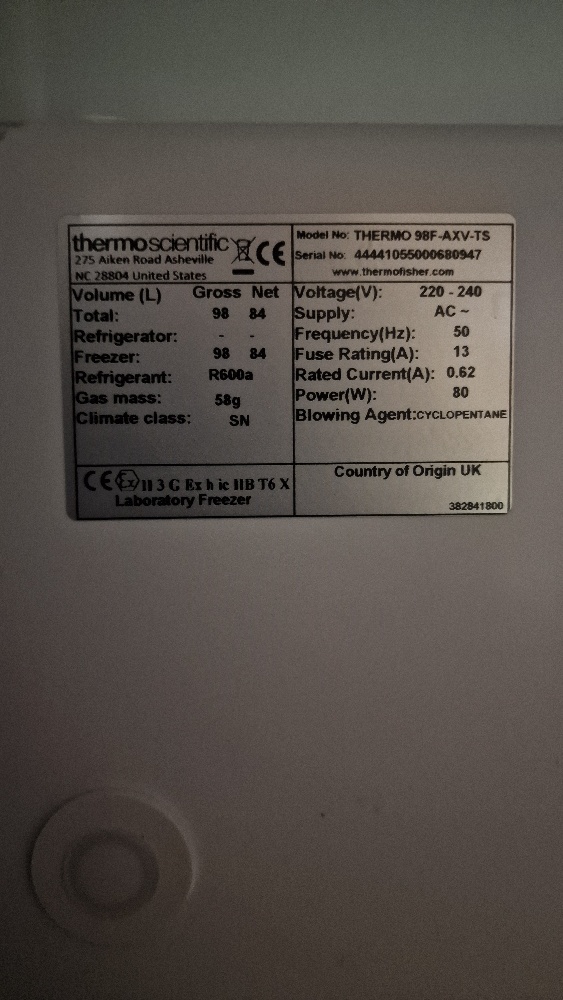 thermoscientific CE
275 Aiken Road Asheville
NC 28804 United States
Model No: THERMO 98F-AXV-TS
Serial No: 44441055000680947
www.thermofisher.com
Volume (L) Gross Net
Total: 98 84
Refrigerator: - -
Freezer: 98 84
Refrigerant: R600a
Gas mass: 58g
Climate class: SN
Voltage(V): 220 - 240
Supply: AC ~
Frequency(Hz): 50
Fuse Rating(A): 13
Rated Current(A): 0.62
Power(W): 80
Blowing Agent:CYCLOPENTANE
CE Ex II 3 G Ex h ic IIB T6 X
Laboratory Freezer
Country of Origin UK
382841800